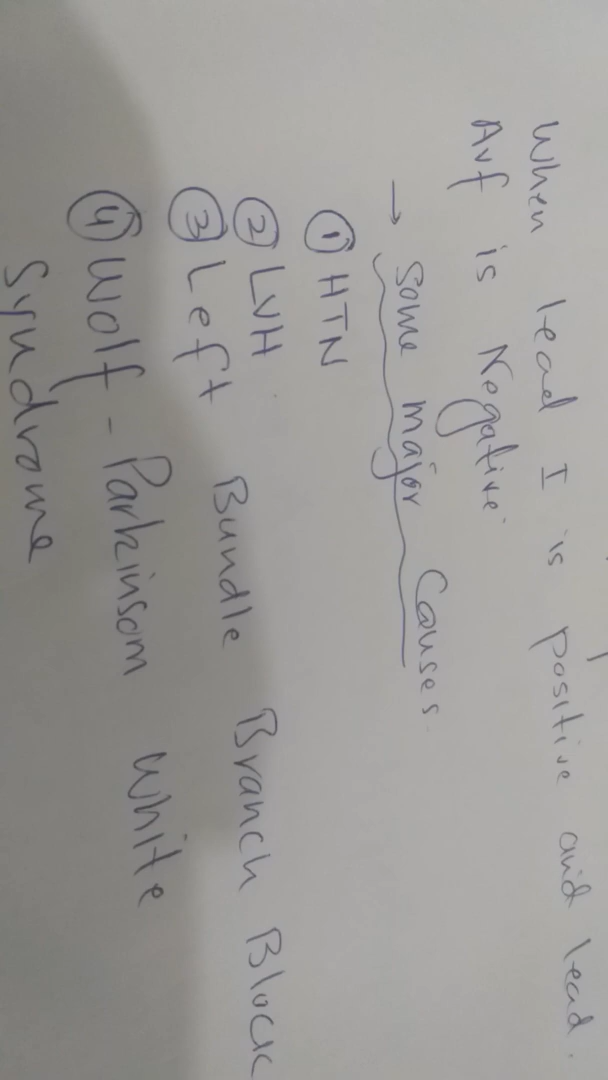 When lead I is positive and lead.
Avf is Negative.
→ Some major Causes.
① HTN
② LVH
③ Left Bundle Branch Block
④ Wolf - Parkinsom White
Syndrome